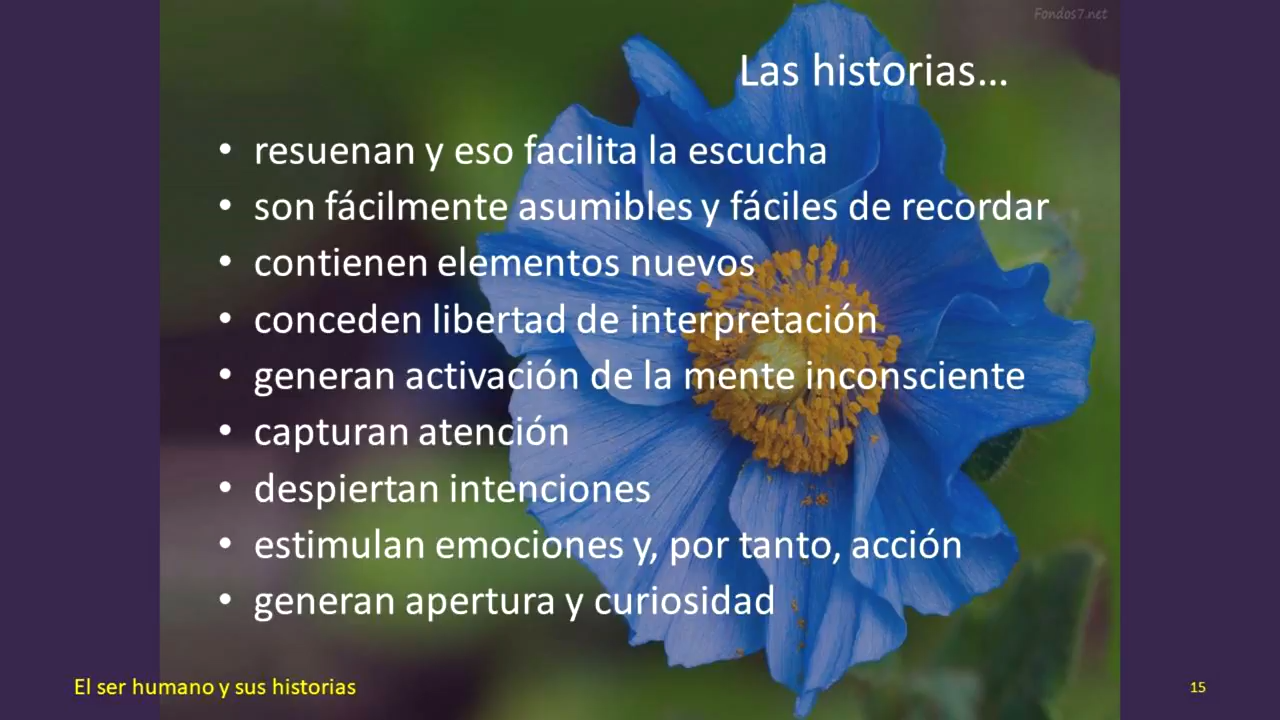 Fondos7.net
Las historias...
• resuenan y eso facilita la escucha
• son fácilmente asumibles y fáciles de recordar
• contienen elementos nuevos
• conceden libertad de interpretación
• generan activación de la mente inconsciente
• capturan atención
• despiertan intenciones
• estimulan emociones y, por tanto, acción
• generan apertura y curiosidad
El ser humano y sus historias
15